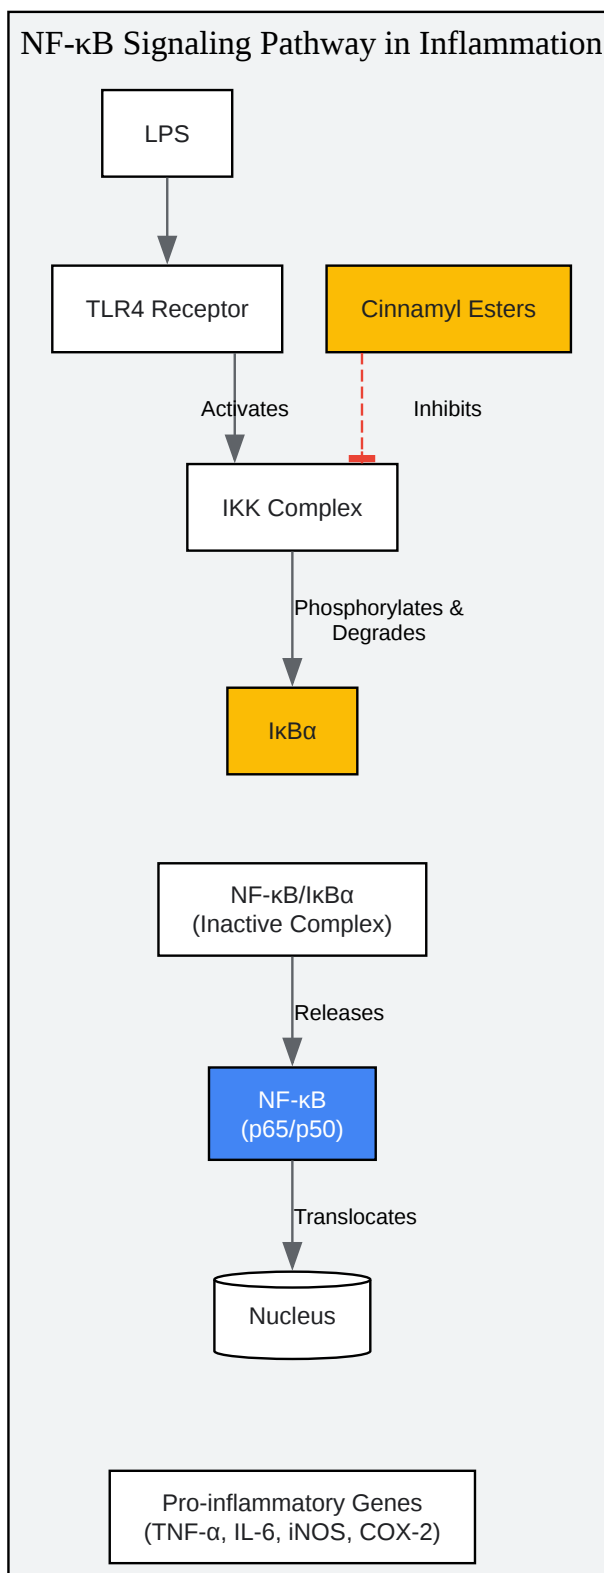 NF-κB Signaling Pathway in Inflammation
LPS
TLR4 Receptor
Cinnamyl Esters
Activates
Inhibits
IKK Complex
Phosphorylates &
Degrades
IκBα
NF-κB/IκBα
(Inactive Complex)
Releases
NF-κB
(p65/p50)
Translocates
Nucleus
Pro-inflammatory Genes
(TNF-α, IL-6, iNOS, COX-2)